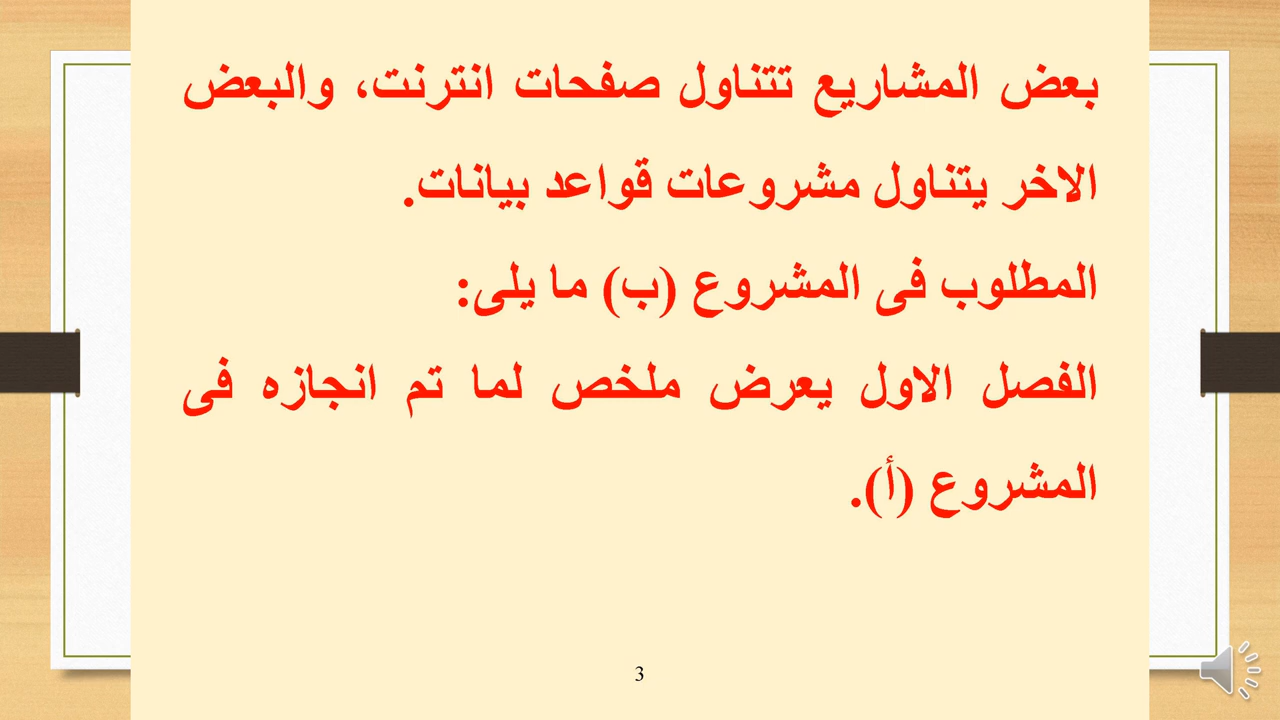 بعض المشاريع تتناول صفحات انترنت، والبعض
الاخر يتناول مشروعات قواعد بيانات.
المطلوب فى المشروع (ب) ما يلى:
الفصل الاول يعرض ملخص لما تم انجازه فى
المشروع (أ).
3